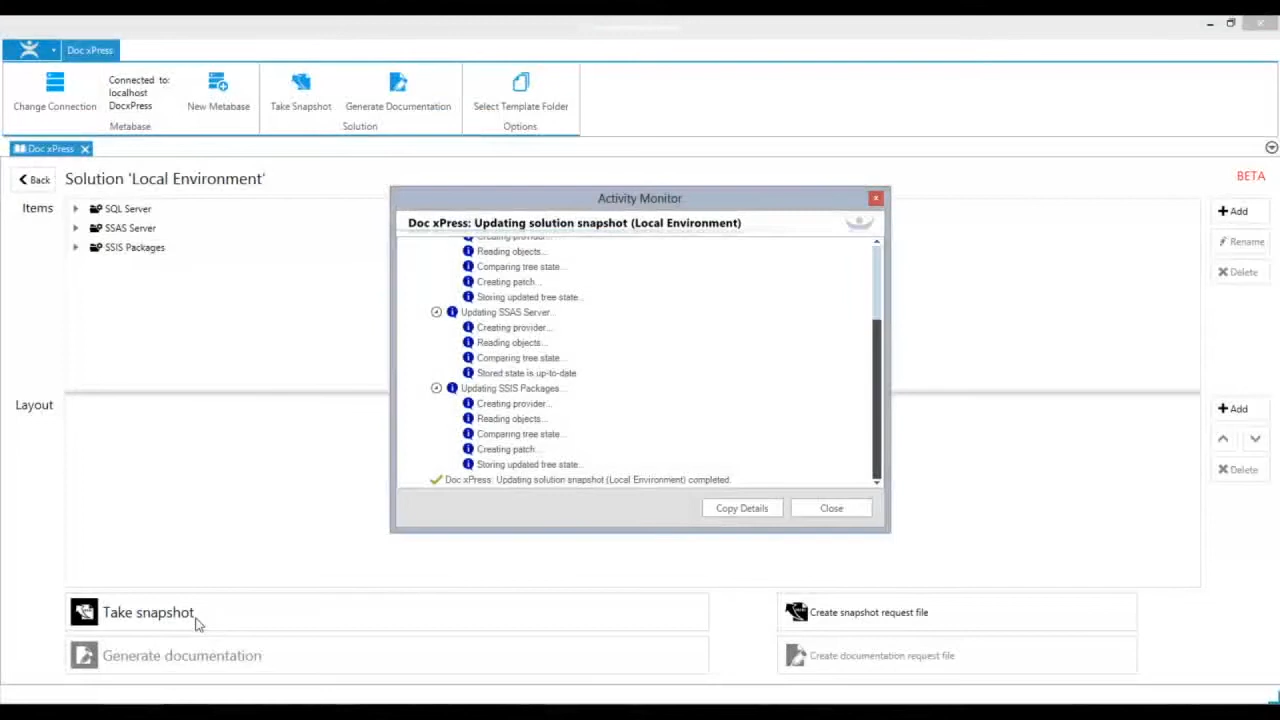 Doc xPress
Change Connection
Connected to:
localhost
DocxPress
New Metabase
Metabase
Take Snapshot
Generate Documentation
Solution
Select Template Folder
Options
Doc xPress
Back
Solution 'Local Environment'
BETA
Items
SQL Server
SSAS Server
SSIS Packages
Add
Rename
Delete
Activity Monitor
Doc xPress: Updating solution snapshot (Local Environment)
Creating provider...
Reading objects...
Comparing tree state...
Creating patch...
Storing updated tree state...
Updating SSAS Server...
Creating provider...
Reading objects...
Comparing tree state...
Stored state is up-to-date
Updating SSIS Packages...
Creating provider...
Reading objects...
Comparing tree state...
Creating patch...
Storing updated tree state...
Doc xPress: Updating solution snapshot (Local Environment) completed.
Copy Details
Close
Layout
Add
Delete
Take snapshot
Create snapshot request file
Generate documentation
Create documentation request file